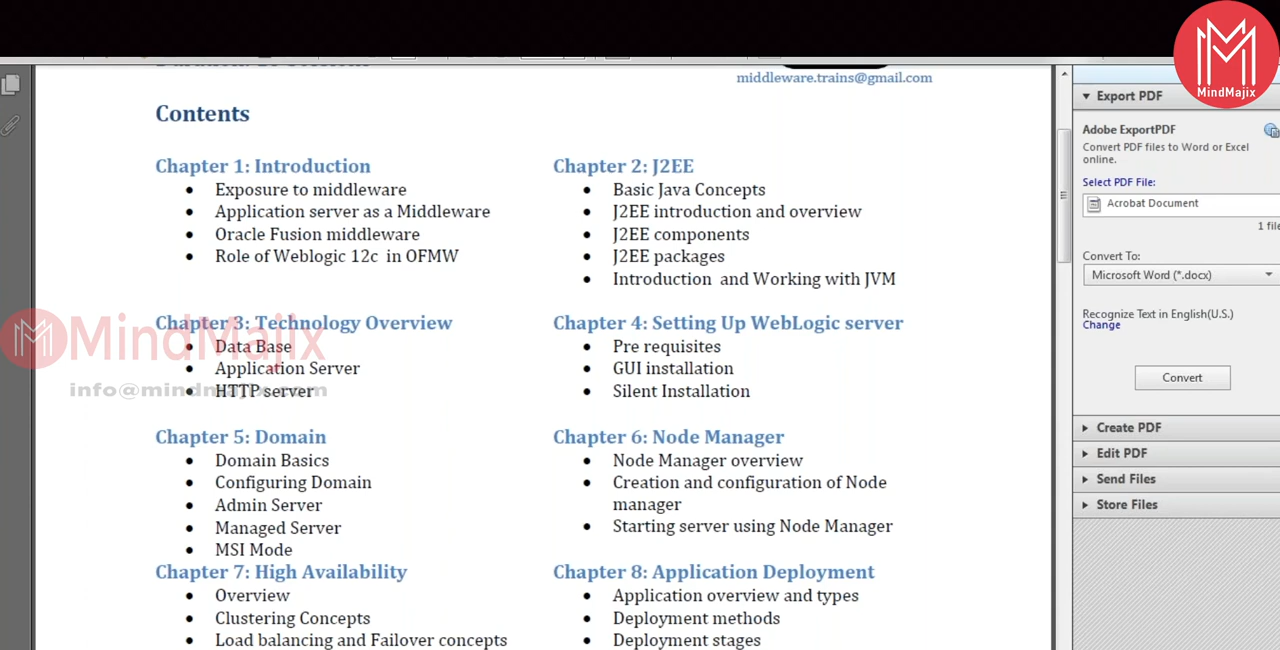 middleware.trains@gmail.com
Contents
Chapter 1: Introduction
• Exposure to middleware
• Application server as a Middleware
• Oracle Fusion middleware
• Role of Weblogic 12c in OFMW
Chapter 2: J2EE
• Basic Java Concepts
• J2EE introduction and overview
• J2EE components
• J2EE packages
• Introduction and Working with JVM
Chapter 3: Technology Overview
• Data Base
• Application Server
• HTTP server
Chapter 4: Setting Up WebLogic server
• Pre requisites
• GUI installation
• Silent Installation
Chapter 5: Domain
• Domain Basics
• Configuring Domain
• Admin Server
• Managed Server
• MSI Mode
Chapter 6: Node Manager
• Node Manager overview
• Creation and configuration of Node
manager
• Starting server using Node Manager
Chapter 7: High Availability
• Overview
• Clustering Concepts
• Load balancing and Failover concepts
Chapter 8: Application Deployment
• Application overview and types
• Deployment methods
• Deployment stages
MindMajix
info@mindmajix.com
MindMajix
Export PDF
Adobe ExportPDF
Convert PDF files to Word or Excel
online.
Select PDF File:
Acrobat Document
1 file
Convert To:
Microsoft Word (*.docx)
Recognize Text in English(U.S.)
Change
Convert
Create PDF
Edit PDF
Send Files
Store Files